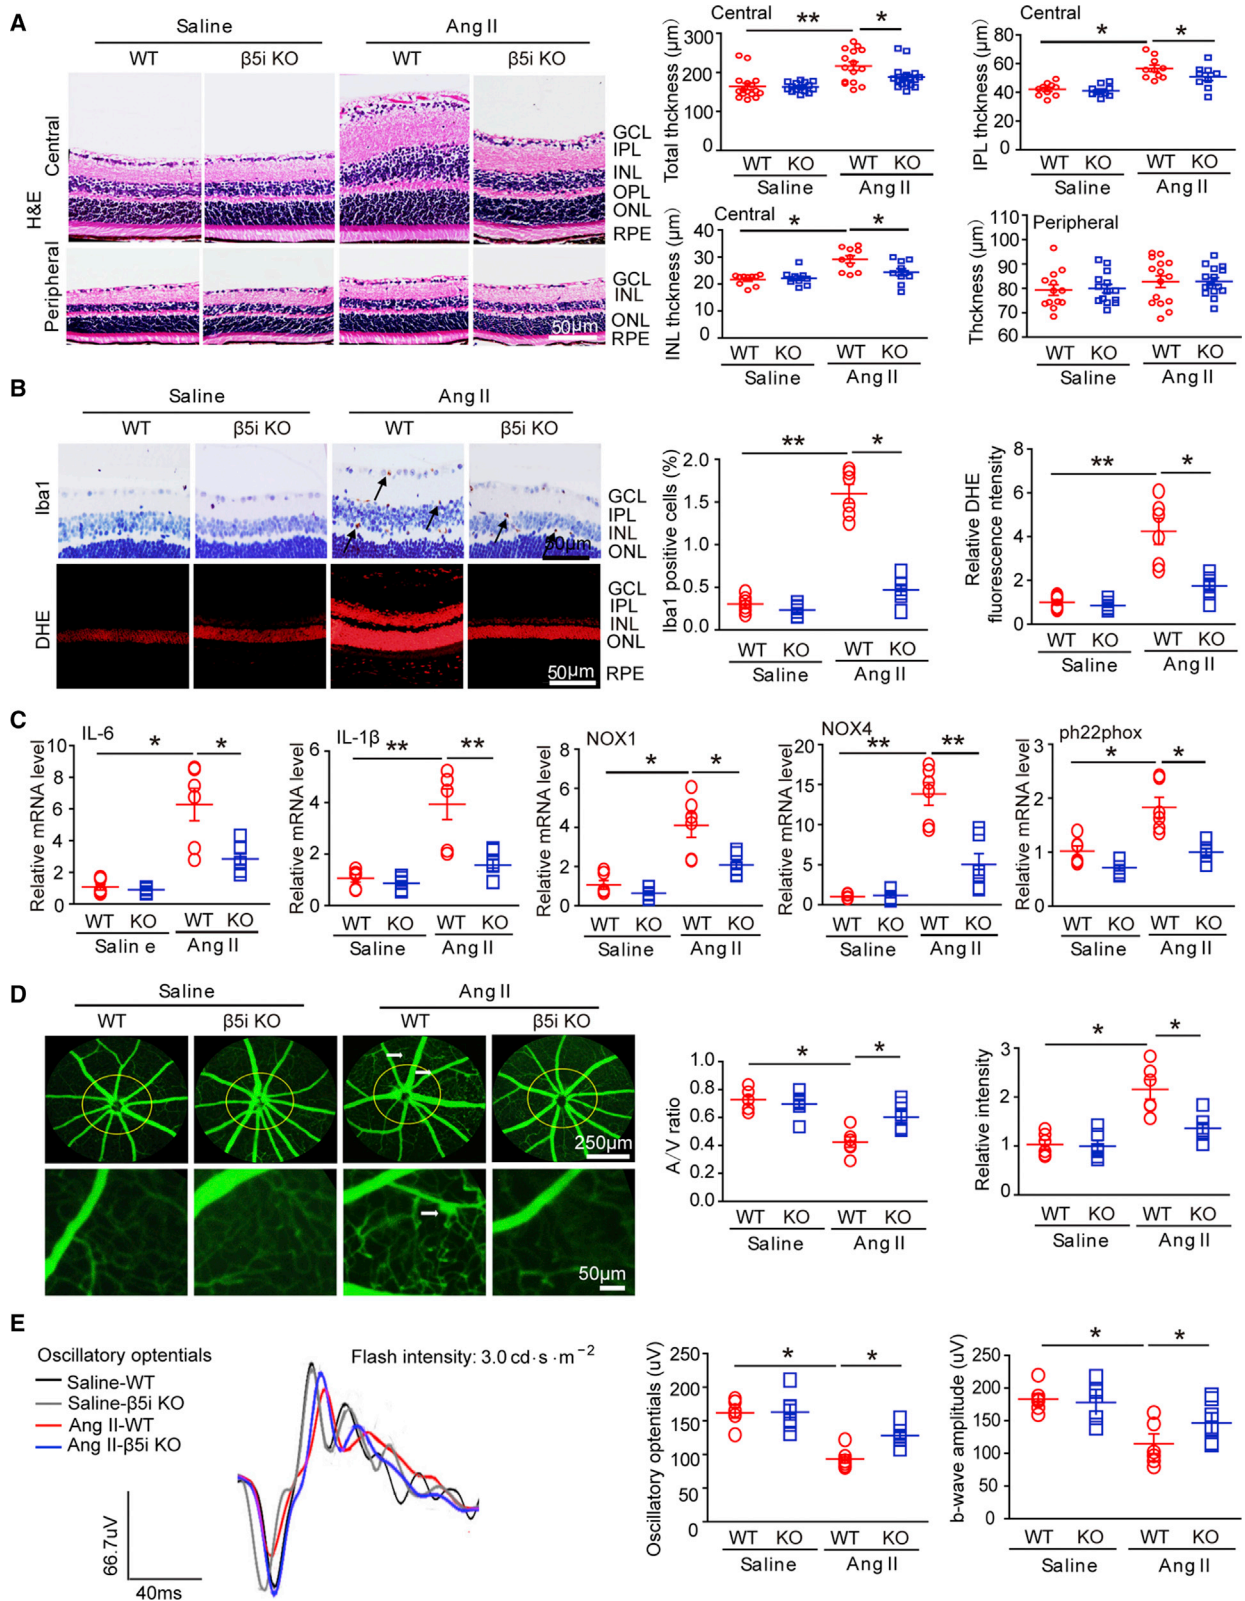 A
Saline
Ang II
WT
β5i KO
WT
β5i KO
H&E
Central
Peripheral
GCL
IPL
INL
OPL
ONL
RPE
GCL
INL
ONL
RPE
50μm
Central
Total thckness (μm)
300
200
100
0
**
*
WT KO WT KO
Saline Ang II
Central
IPL thckness (μm)
80
60
40
20
0
*
*
WT KO WT KO
Saline Ang II
Central
INL thckness (μm)
40
30
20
10
0
*
*
WT KO WT KO
Saline Ang II
Peripheral
Thckness (μm)
110
100
90
80
70
60
WT KO WT KO
Saline Ang II
B
Saline
Ang II
WT
β5i KO
WT
β5i KO
Iba1
DHE
GCL
IPL
INL
ONL
50μm
GCL
IPL
INL
ONL
RPE
50μm
Iba1 positive cells (%)
2.0
1.5
1.0
0.5
0.0
**
*
WT KO WT KO
Saline Ang II
Relative DHE
fluorescence intensity
8
6
4
2
0
**
*
WT KO WT KO
Saline Ang II
C
IL-6
Relative mRNA level
10
8
6
4
2
0
*
*
WT KO WT KO
Salin e Ang II
IL-1β
Relative mRNA level
6
4
2
0
**
**
WT KO WT KO
Saline Ang II
NOX1
Relative mRNA level
8
6
4
2
0
*
*
WT KO WT KO
Saline Ang II
NOX4
Relative mRNA level
20
15
10
5
0
**
**
WT KO WT KO
Saline Ang II
ph22phox
Relative mRNA level
3
2
1
0
*
*
WT KO WT KO
Saline Ang II
D
Saline
Ang II
WT
β5i KO
WT
β5i KO
250μm
50μm
A/V ratio
1.0
0.8
0.6
0.4
0.2
0.0
*
*
WT KO WT KO
Saline Ang II
Relative intensity
3
2
1
0
*
*
WT KO WT KO
Saline Ang II
E
Oscillatory optentials
Saline-WT
Saline-β5i KO
Ang II-WT
Ang II-β5i KO
Flash intensity: 3.0 cd·s·m⁻²
66.7uV
40ms
Oscillatory optentials (uV)
250
200
150
100
50
0
*
*
WT KO WT KO
Saline Ang II
b-wave amplitude (uV)
250
200
150
100
50
0
*
*
WT KO WT KO
Saline Ang II